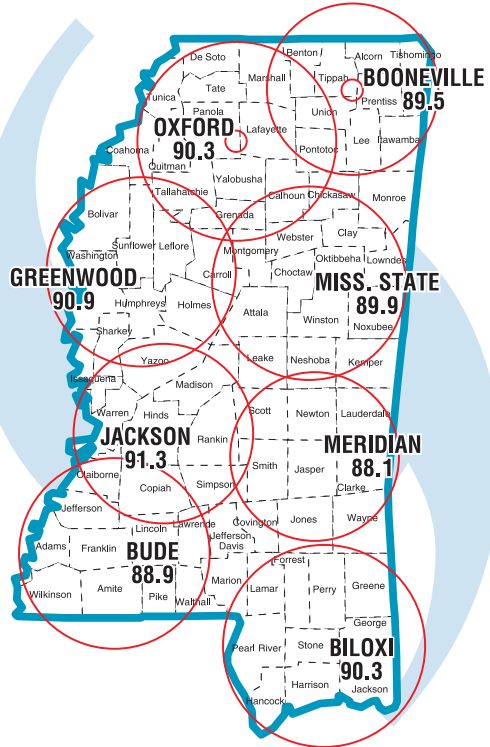 Benton
Alcorn
Tishomingo
De Soto
Marshall
Tippah
BOONEVILLE
89.5
Tate
Prentiss
Tunica
Panola
Union
OXFORD
90.3
Lafayette
Lee
Itawamba
Pontotoc
Coahoma
Quitman
Yalobusha
Tallahatchie
Calhoun
Chickasaw
Monroe
Bolivar
Grenada
Clay
Webster
Sunflower
Leflore
Montgomery
Washington
Oktibbeha
Lowndes
GREENWOOD
90.9
Carroll
Choctaw
MISS. STATE
89.9
Humphreys
Holmes
Attala
Winston
Noxubee
Sharkey
Yazoo
Leake
Neshoba
Kemper
Issaquena
Madison
Warren
Hinds
Scott
Newton
Lauderdale
JACKSON
91.3
Rankin
MERIDIAN
88.1
Smith
Jasper
Claiborne
Copiah
Simpson
Clarke
Jefferson
Lincoln
Lawrende
Covington
Jones
Wayne
Jefferson
Davis
Adams
Franklin
BUDE
88.9
Forrest
Marion
Lamar
Perry
Greene
Wilkinson
Amite
Pike
Walthall
George
Pearl River
Stone
BILOXI
90.3
Harrison
Jackson
Hancock